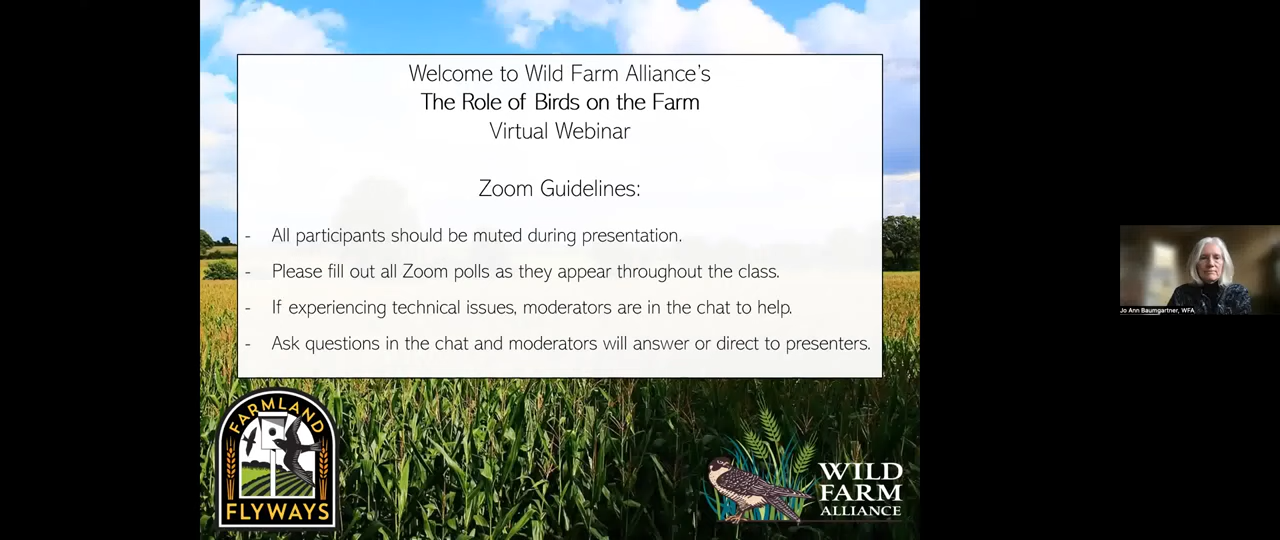 Welcome to Wild Farm Alliance's
The Role of Birds on the Farm
Virtual Webinar
Zoom Guidelines:
- All participants should be muted during presentation.
- Please fill out all Zoom polls as they appear throughout the class.
- If experiencing technical issues, moderators are in the chat to help.
- Ask questions in the chat and moderators will answer or direct to presenters.
FARMLAND
FLYWAYS
WILD
FARM
ALLIANCE
Jo Ann Baumgartner, WFA